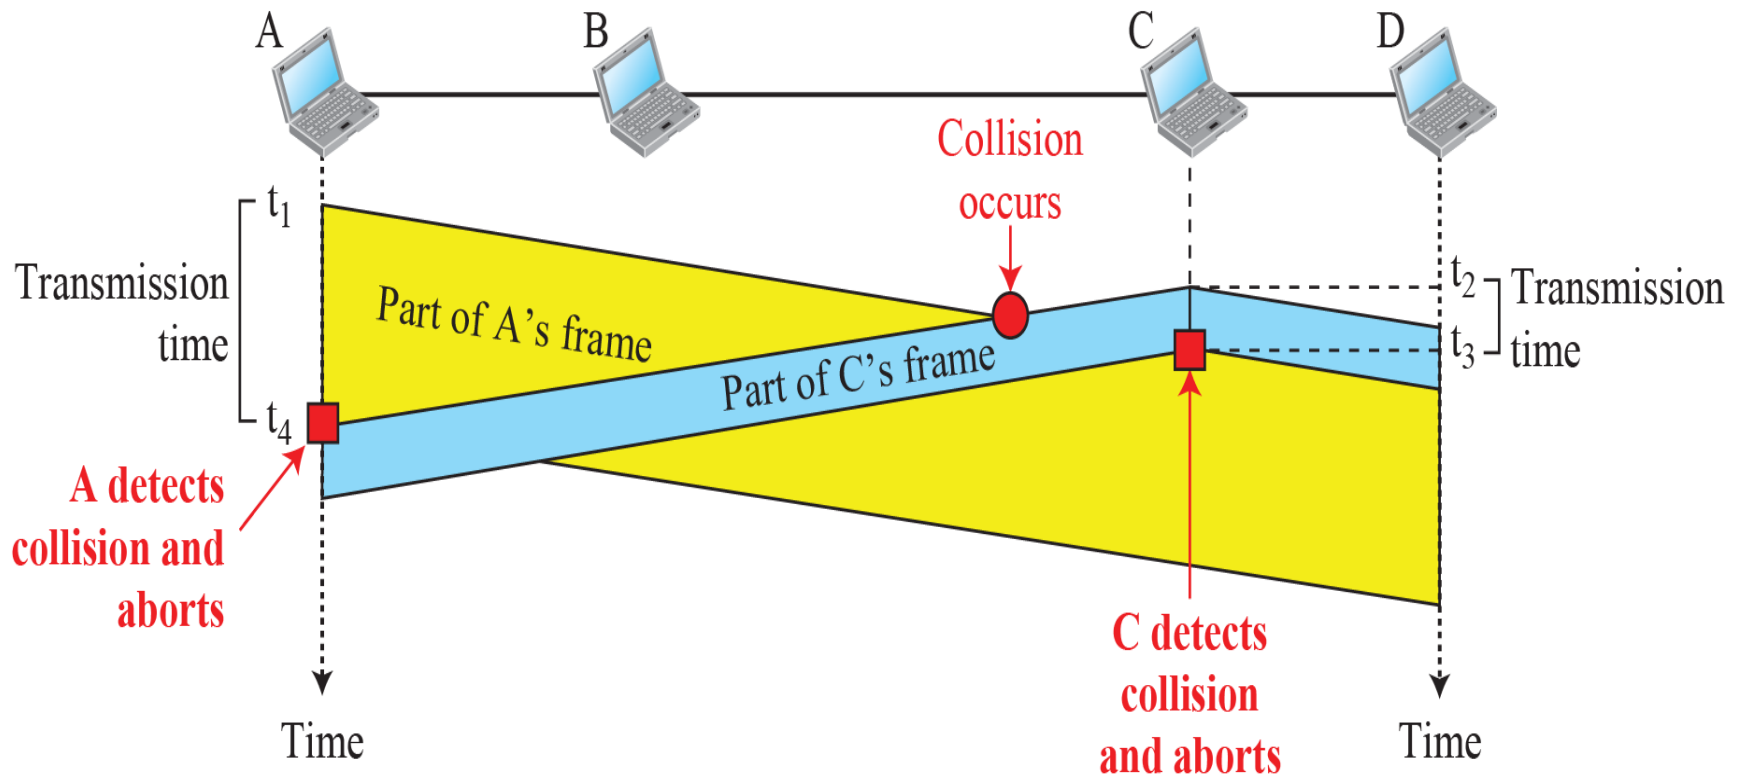 A
B
C
D
Collision
occurs
t1
t2
Transmission
time
Transmission
time
Part of A’s frame
Part of C’s frame
t3
t4
A detects
collision and
aborts
C detects
collision
and aborts
Time
Time